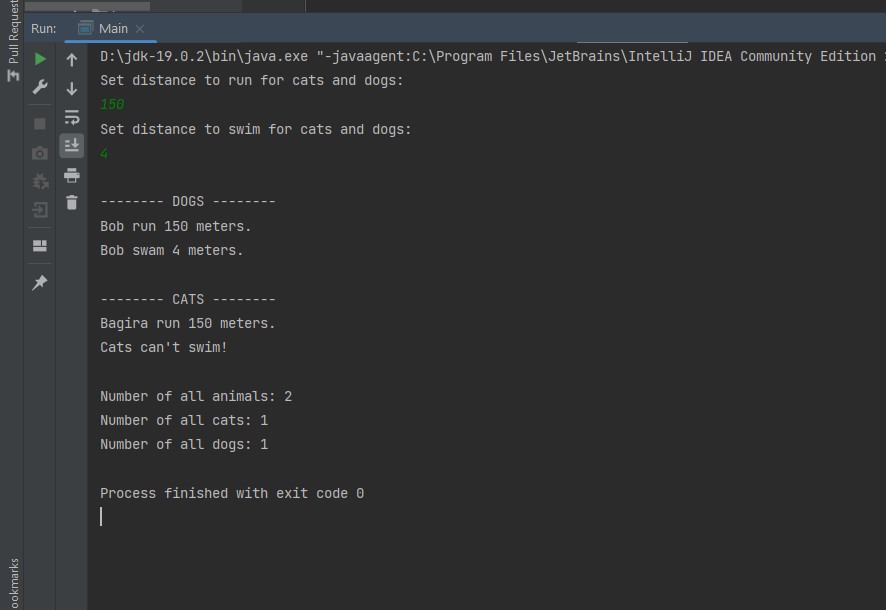 Pull Request
Run: Main
D:\jdk-19.0.2\bin\java.exe "-javaagent:C:\Program Files\JetBrains\IntelliJ IDEA Community Edition
Set distance to run for cats and dogs:
150
Set distance to swim for cats and dogs:
4
-------- DOGS --------
Bob run 150 meters.
Bob swam 4 meters.
-------- CATS --------
Bagira run 150 meters.
Cats can't swim!
Number of all animals: 2
Number of all cats: 1
Number of all dogs: 1
Process finished with exit code 0
ookmarks